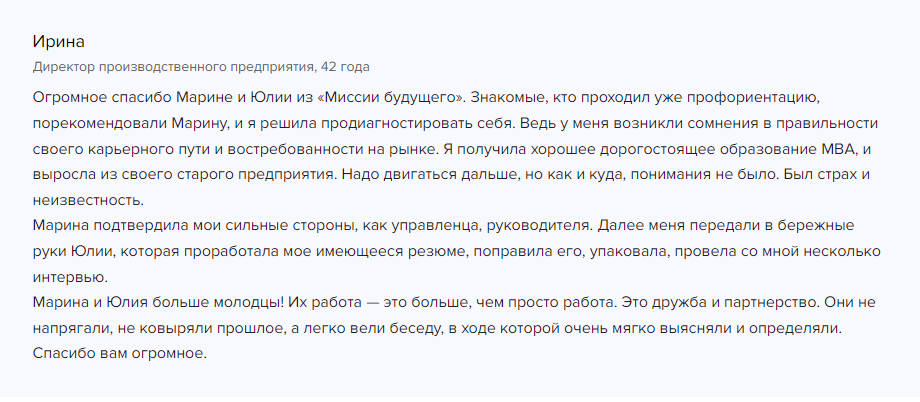 Ирина
Директор производственного предприятия, 42 года
Огромное спасибо Марине и Юлии из «Миссии будущего». Знакомые, кто проходил уже профориентацию,
порекомендовали Марину, и я решила продиагностировать себя. Ведь у меня возникли сомнения в правильности
своего карьерного пути и востребованности на рынке. Я получила хорошее дорогостоящее образование МВА, и
выросла из своего старого предприятия. Надо двигаться дальше, но как и куда, понимания не было. Был страх и
неизвестность.
Марина подтвердила мои сильные стороны, как управленца, руководителя. Далее меня передали в бережные
руки Юлии, которая проработала мое имеющееся резюме, поправила его, упаковала, провела со мной несколько
интервью.
Марина и Юлия больше молодцы! Их работа — это больше, чем просто работа. Это дружба и партнерство. Они не
напрягали, не ковыряли прошлое, а легко вели беседу, в ходе которой очень мягко выясняли и определяли.
Спасибо вам огромное.